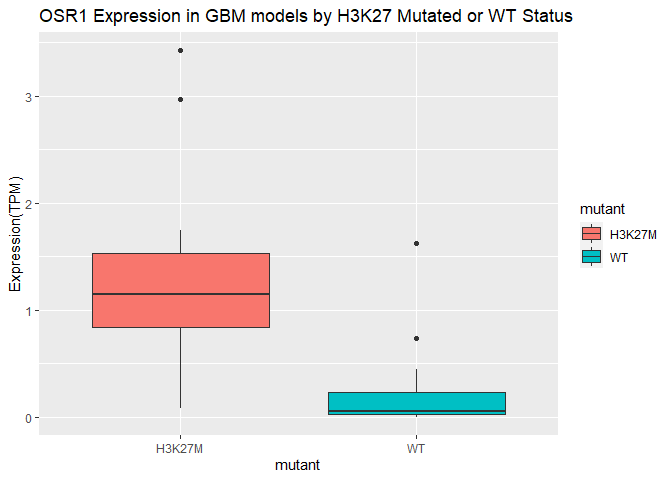 OSR1 Expression in GBM models by H3K27 Mutated or WT Status
Expression(TPM)
3
2
1
0
H3K27M
WT
mutant
mutant
H3K27M
WT